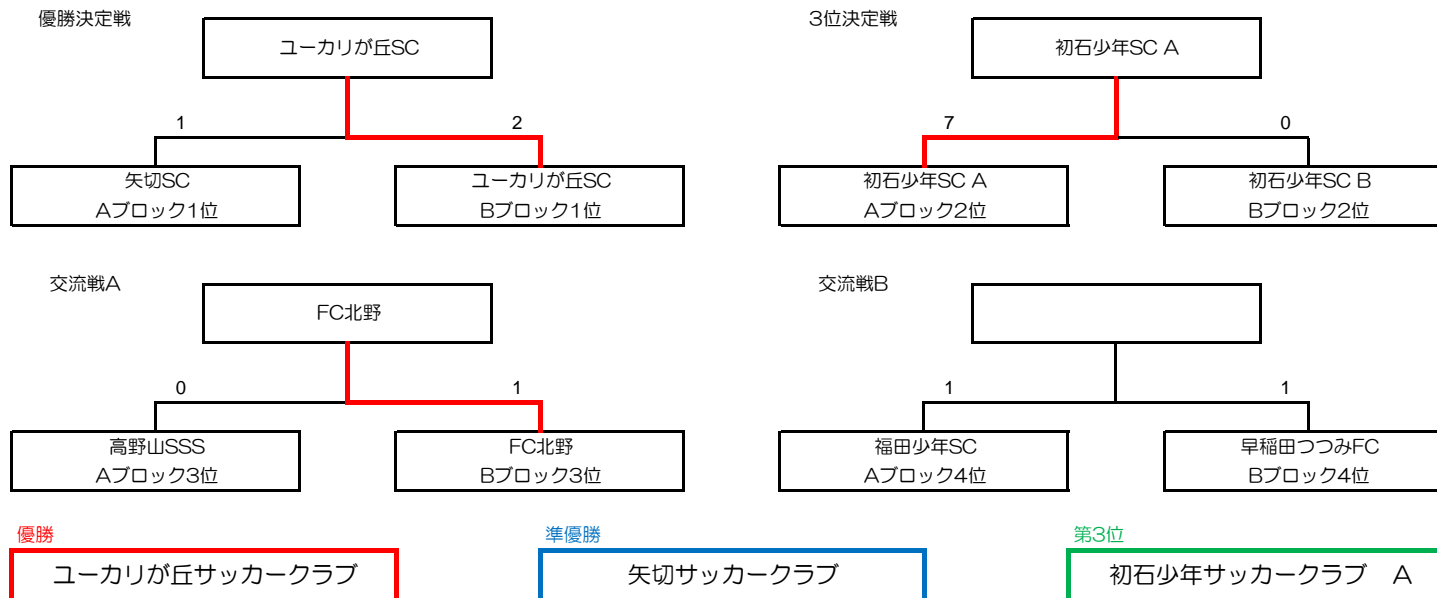 優勝決定戦
ユーカリが丘SC
1 2
矢切SC
Aブロック1位
ユーカリが丘SC
Bブロック1位
3位決定戦
初石少年SC A
7 0
初石少年SC A
Aブロック2位
初石少年SC B
Bブロック2位
交流戦A
FC北野
0 1
高野山SSS
Aブロック3位
FC北野
Bブロック3位
交流戦B
1 1
福田少年SC
Aブロック4位
早稲田つつみFC
Bブロック4位
優勝
ユーカリが丘サッカークラブ
準優勝
矢切サッカークラブ
第3位
初石少年サッカークラブ　A